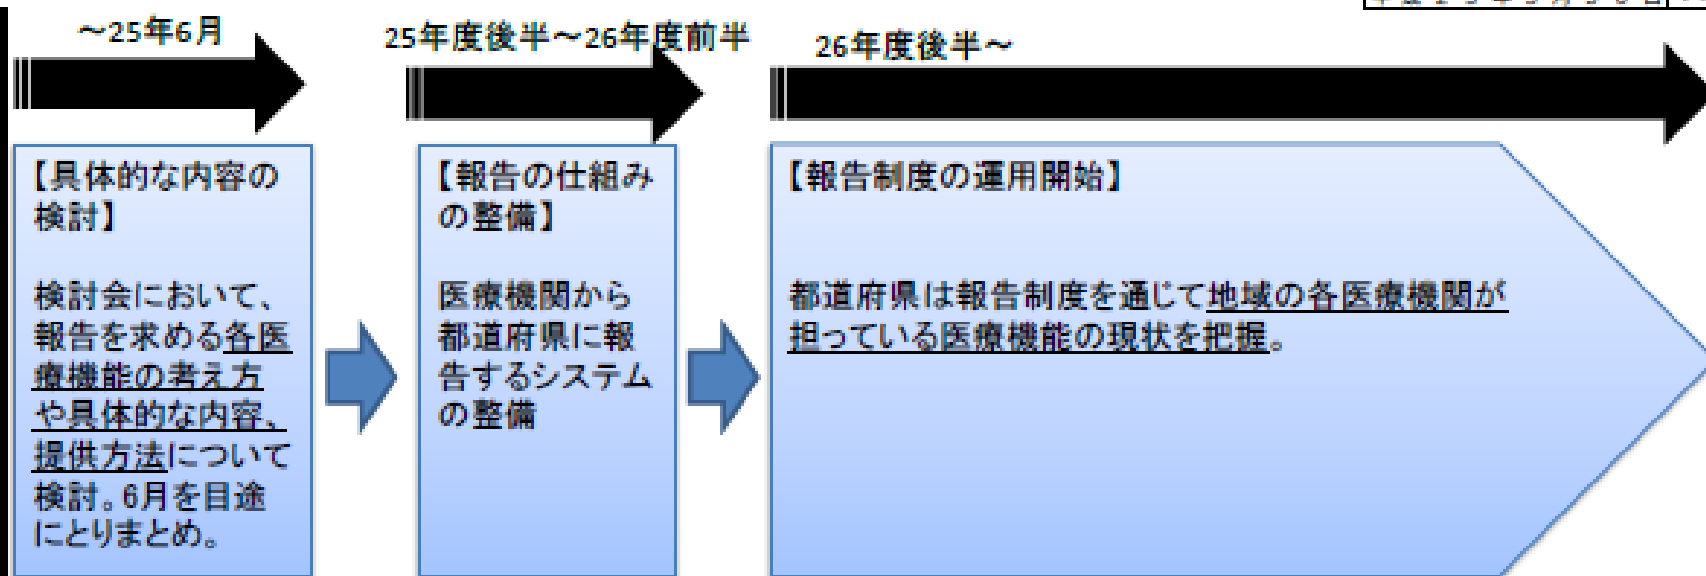 ～25年6月
25年度後半～26年度前半
26年度後半～
【具体的な内容の
検討】
検討会において、
報告を求める各医
療機能の考え方
や具体的な内容、
提供方法について
検討。6月を目途
にとりまとめ。
【報告の仕組み
の整備】
医療機関から
都道府県に報
告するシステム
の整備
【報告制度の運用開始】
都道府県は報告制度を通じて地域の各医療機関が
担っている医療機能の現状を把握。